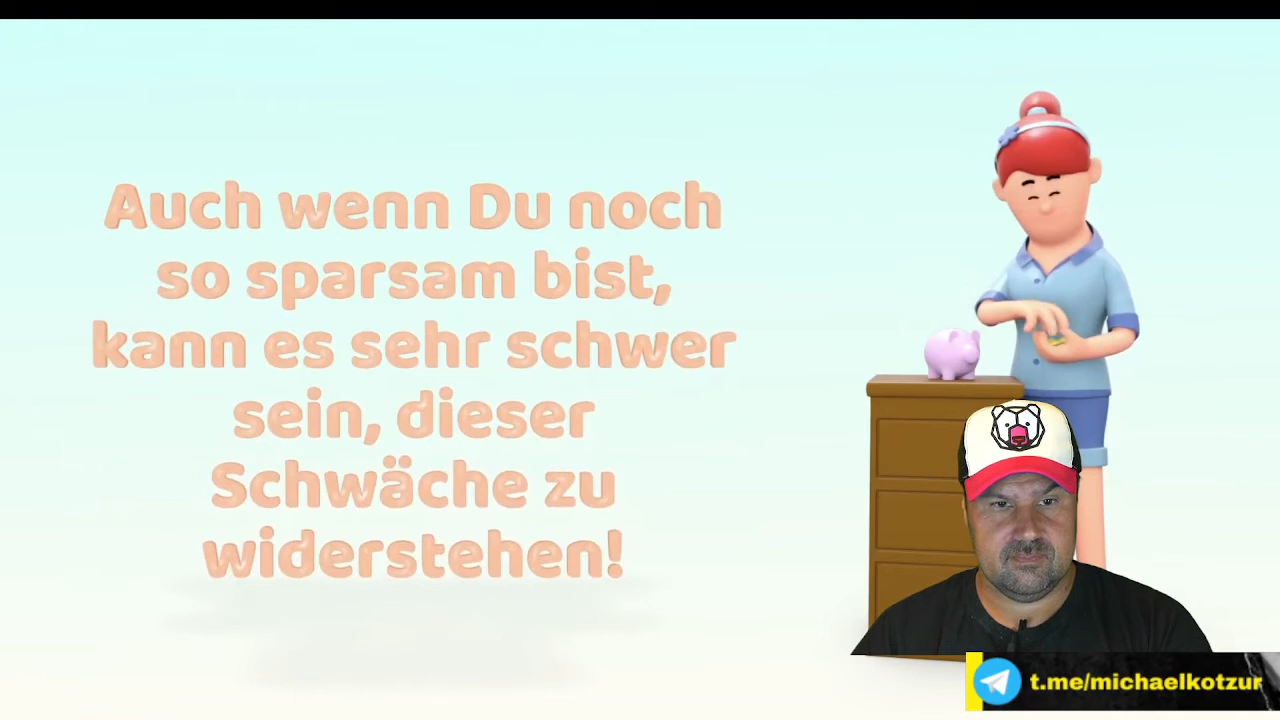 Auch wenn Du noch
so sparsam bist,
kann es sehr schwer
sein, dieser
Schwäche zu
widerstehen!
t.me/michaelkotzur